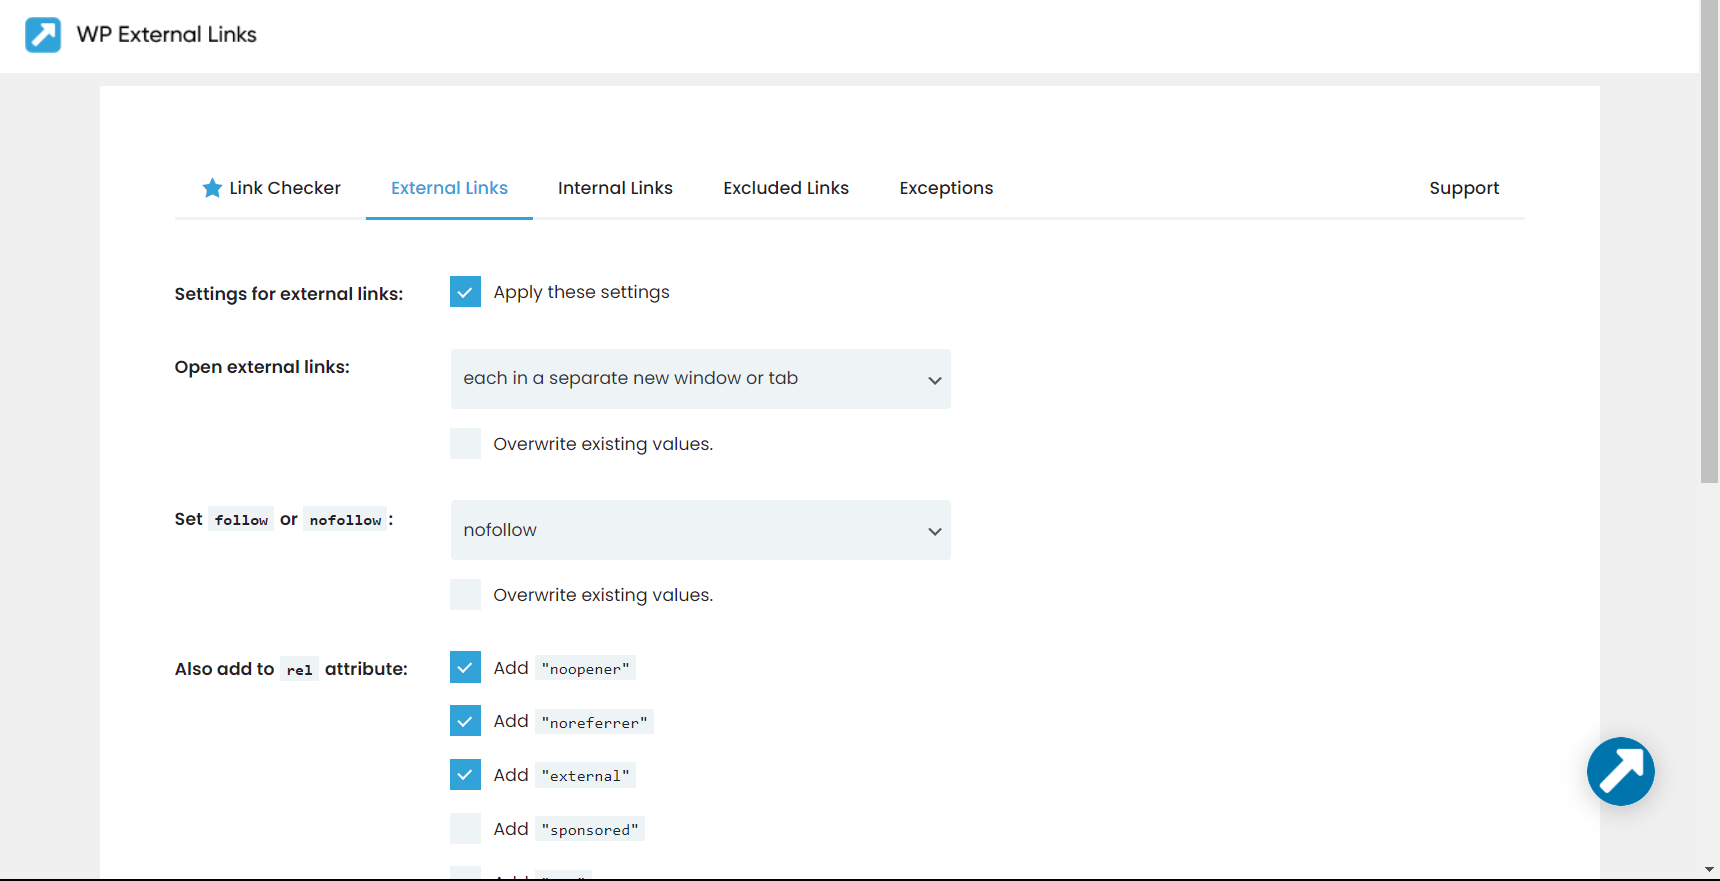 WP External Links
Link Checker External Links Internal Links Excluded Links Exceptions Support
Settings for external links: Apply these settings
Open external links: each in a separate new window or tab
Overwrite existing values.
Set follow or nofollow: nofollow
Overwrite existing values.
Also add to rel attribute: Add "noopener"
Add "noreferrer"
Add "external"
Add "sponsored"